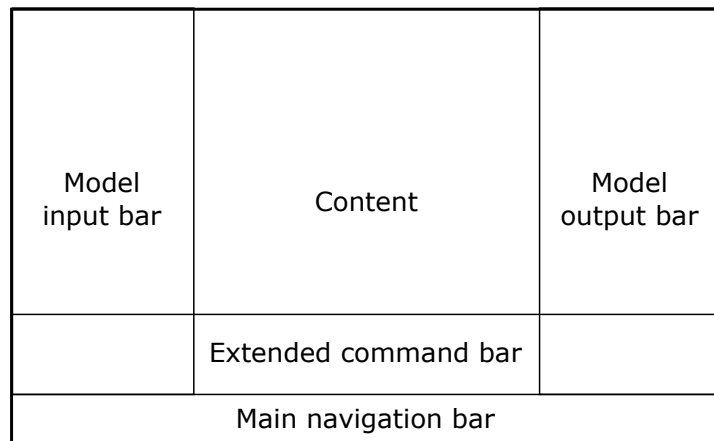 Model
input bar
Content
Model
output bar
Extended command bar
Main navigation bar